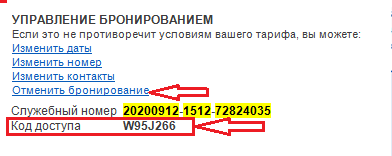 УПРАВЛЕНИЕ БРОНИРОВАНИЕМ
Если это не противоречит условиям вашего тарифа, вы можете:
Изменить даты
Изменить номер
Изменить контакты
Отменить бронирование
Служебный номер 20200912-1512-72824035
Код доступа W95J266